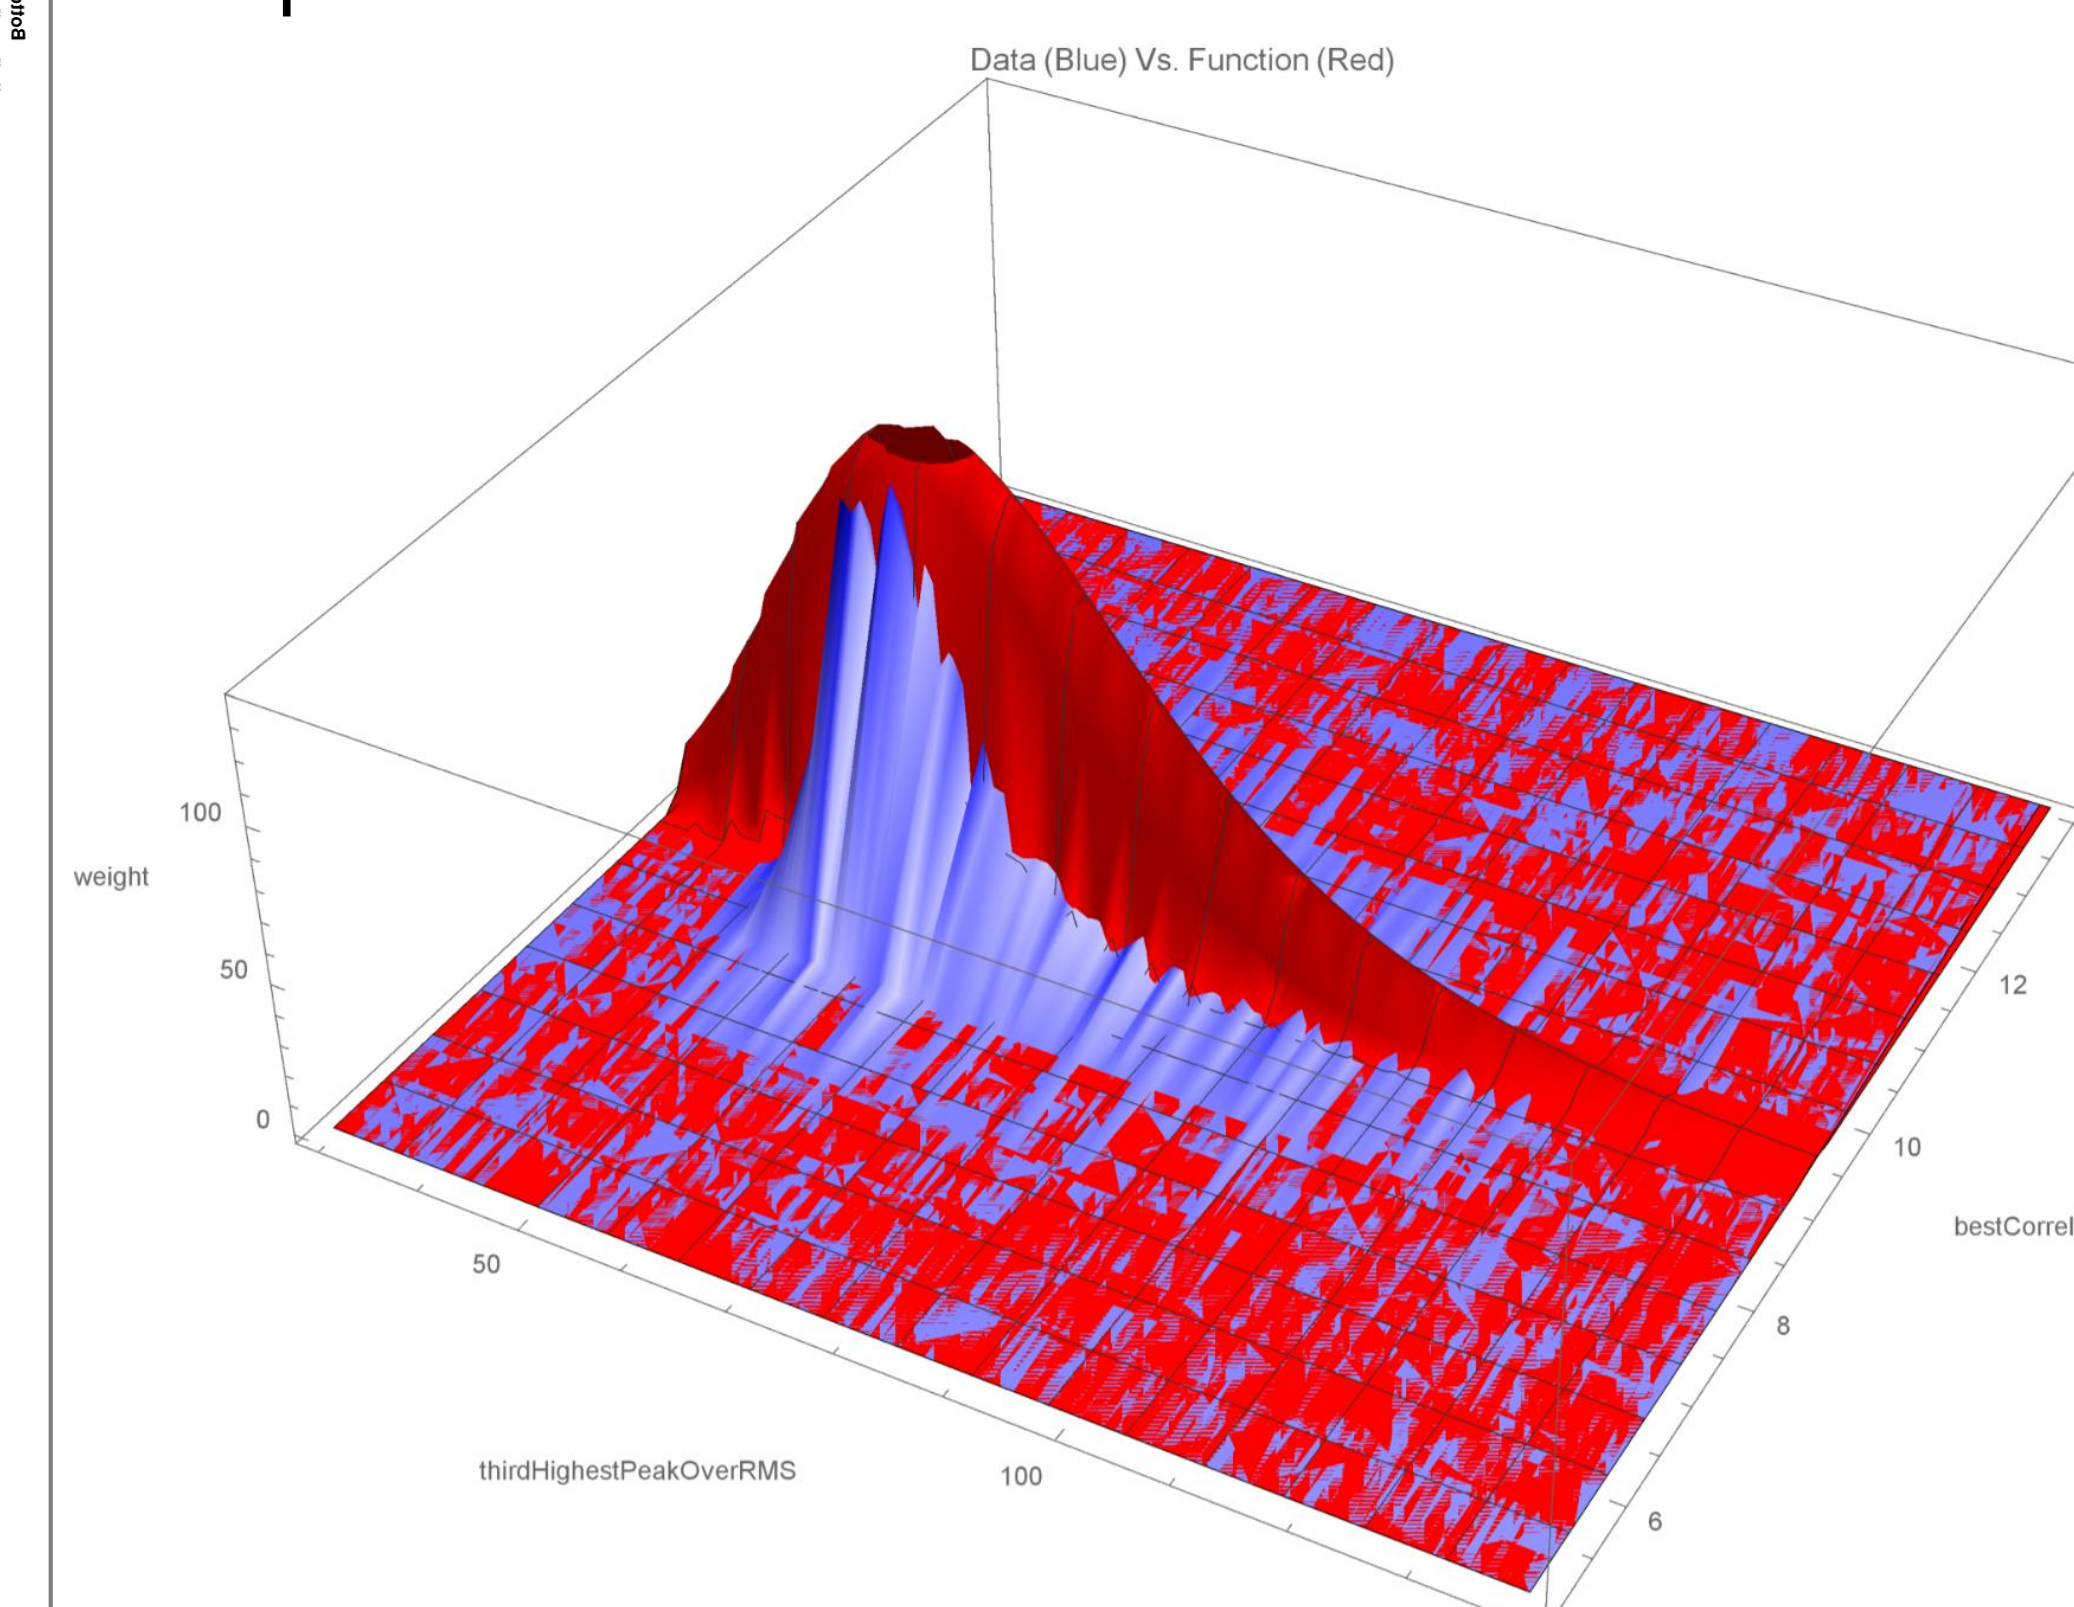 Data (Blue) Vs. Function (Red)
100
weight
50
0
50
thirdHighestPeakOverRMS
100
12
10
bestCorrel
8
6